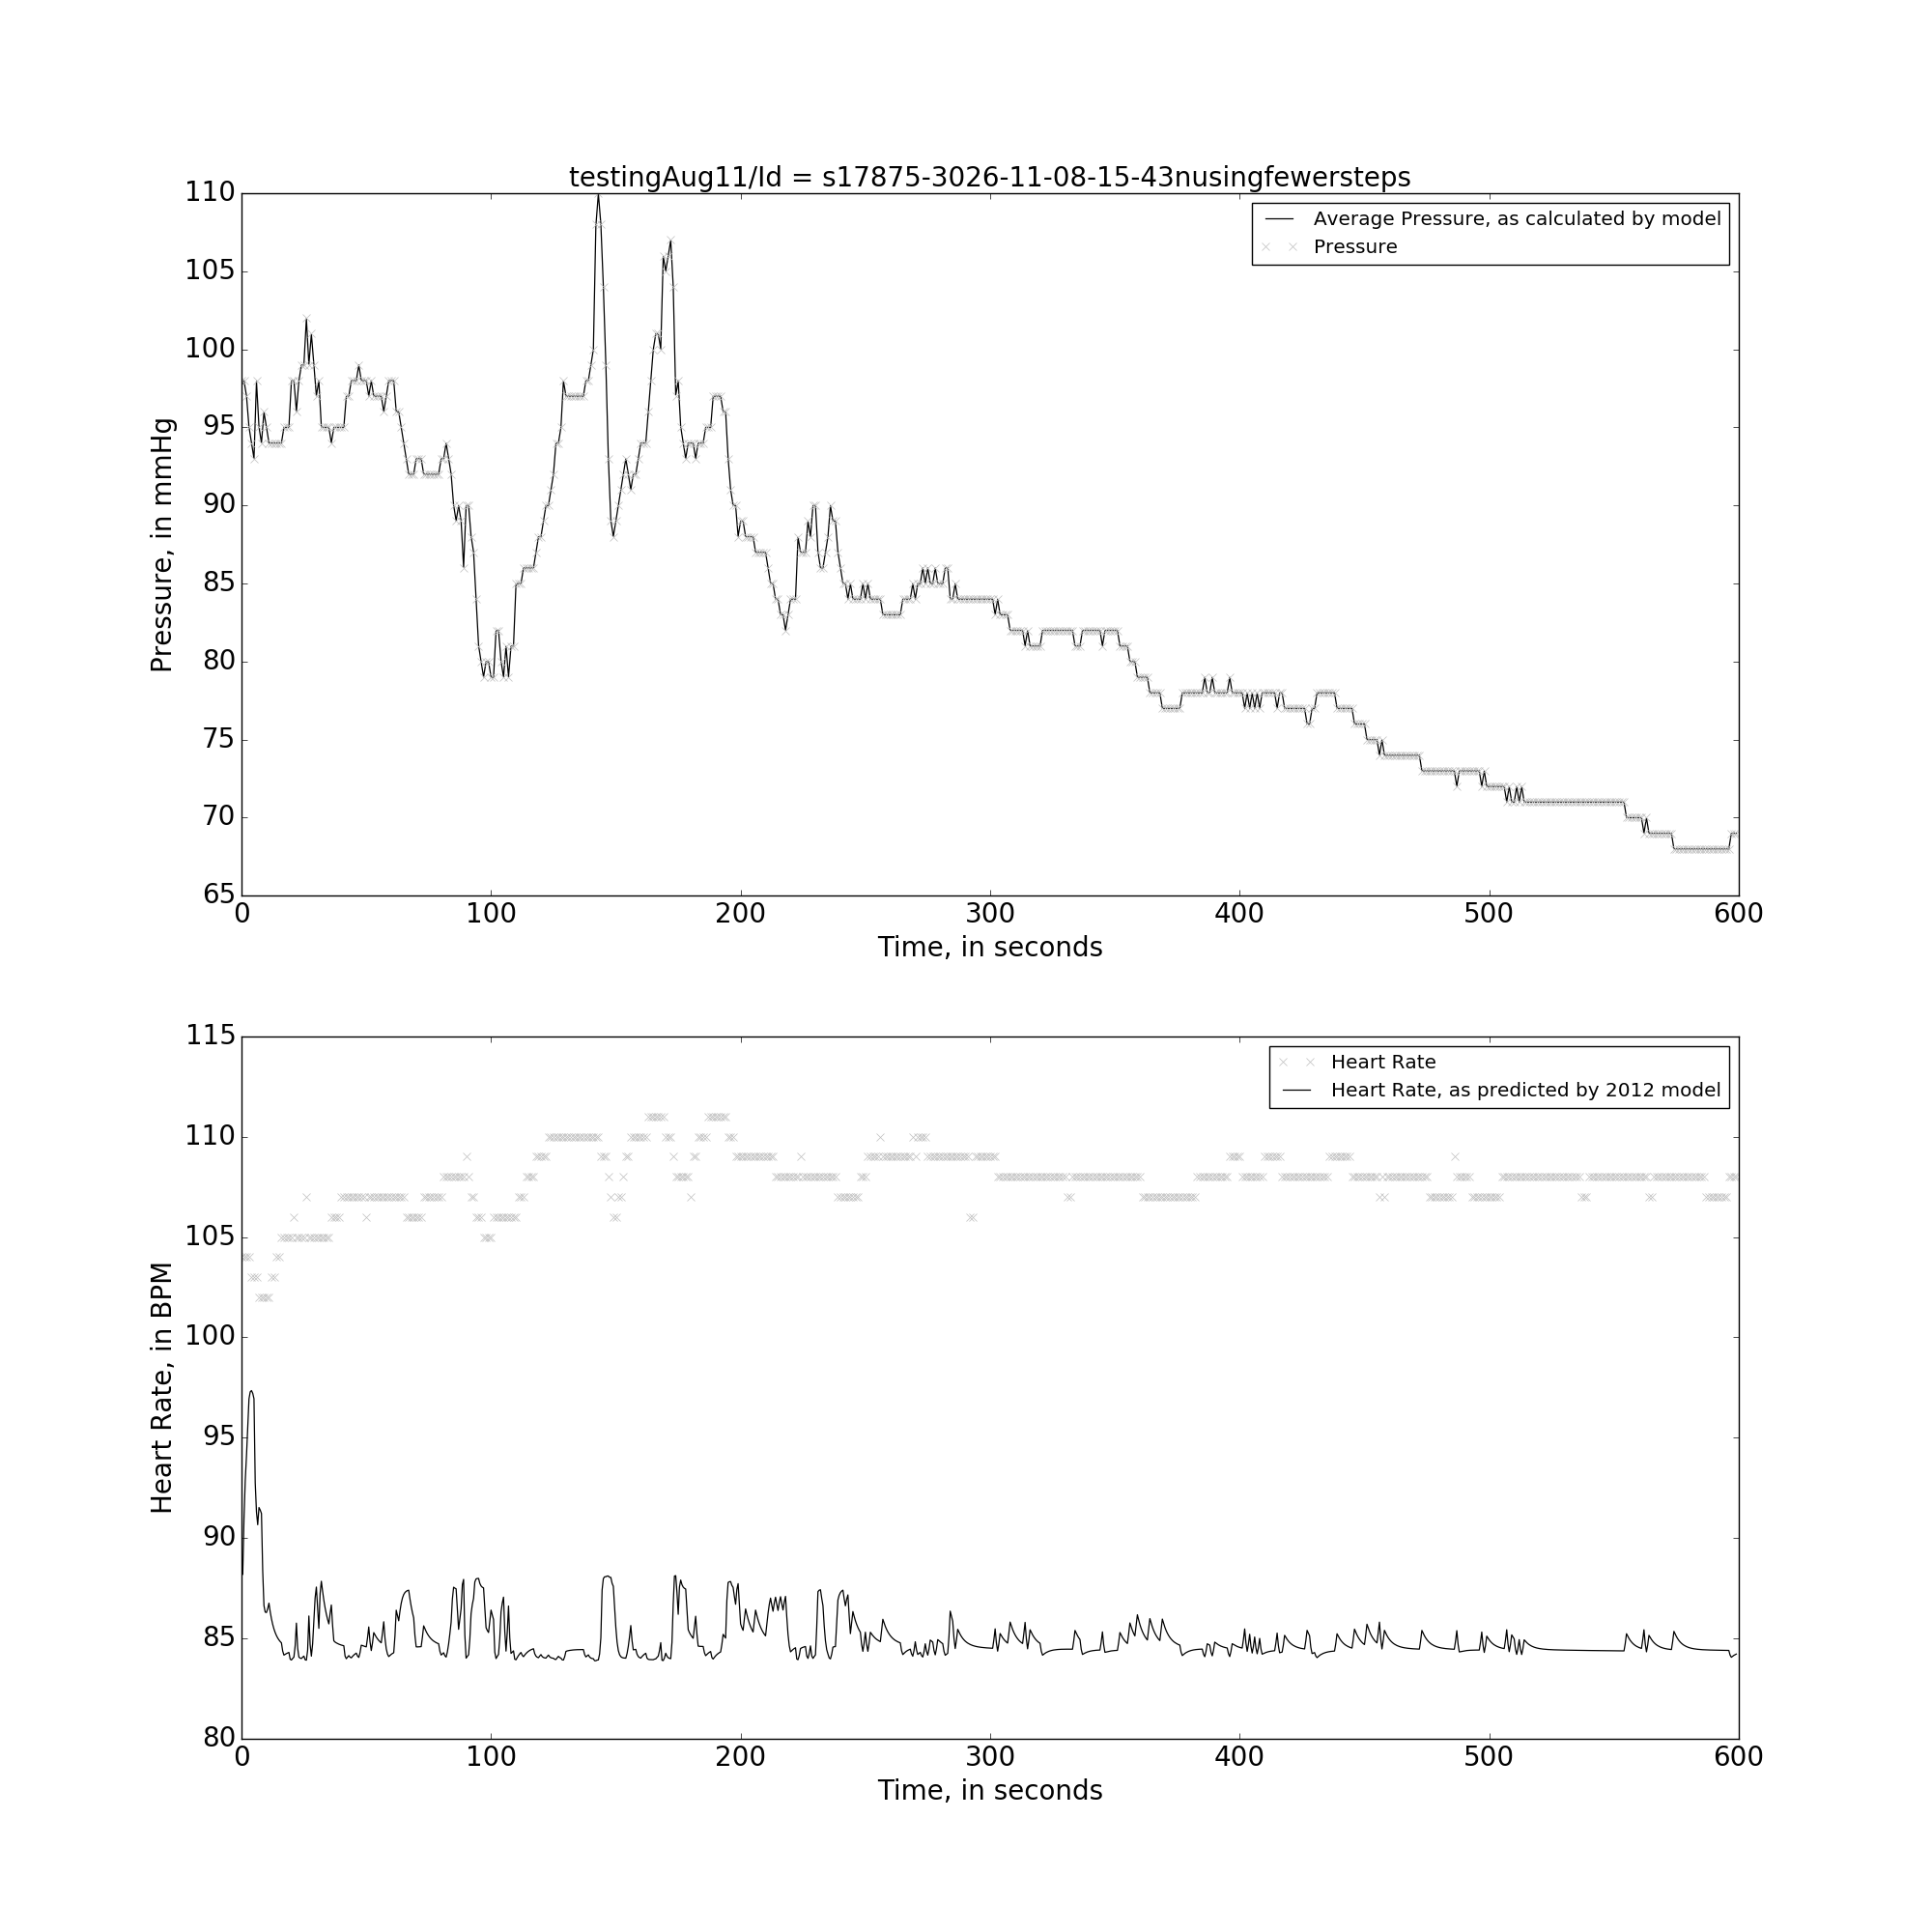 testingAug11/Id = s17875-3026-11-08-15-43nusingfewersteps
110
105
100
95
90
85
80
75
70
65
Pressure, in mmHg
Average Pressure, as calculated by model
Pressure
0 100 200 300 400 500 600
Time, in seconds
115
110
105
100
95
90
85
80
Heart Rate, in BPM
Heart Rate
Heart Rate, as predicted by 2012 model
0 100 200 300 400 500 600
Time, in seconds